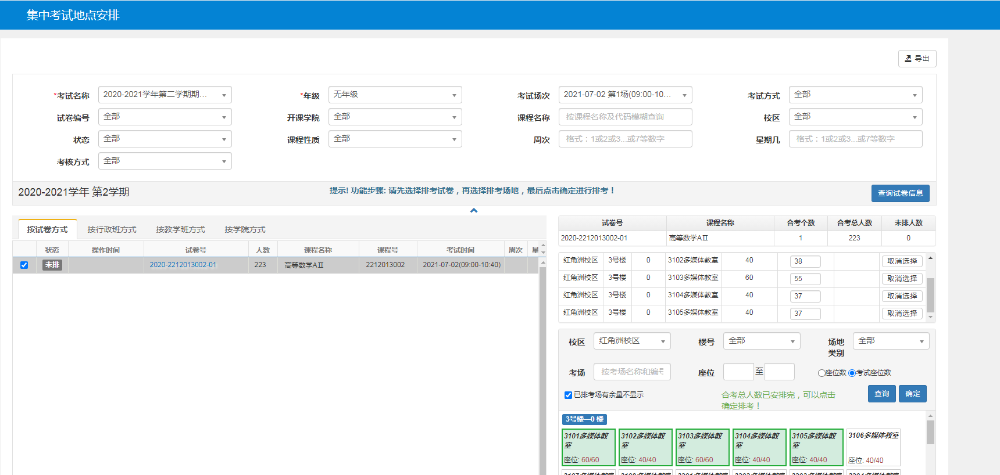 集中考试地点安排
导出
*考试名称 2020-2021学年第二学期期... *年级 无年级 考试场次 2021-07-02 第1场(09:00-10... 考试方式 全部
试卷编号 全部 开课学院 全部 课程名称 按课程名称及代码模糊查询 校区 全部
状态 全部 课程性质 全部 周次 格式：1或2或3...或7等数字 星期几 格式：1或2或3...或7等数字
考核方式 全部
2020-2021学年 第2学期 提示! 功能步骤: 请先选择排考试卷，再选择排考场地，最后点击确定进行排考！ 查询试卷信息
按试卷方式 按行政班方式 按教学班方式 按学院方式
状态 操作时间 试卷号 人数 课程名称 课程号 考试时间 周次 星
未排 2020-2212013002-01 223 高等数学AⅡ 2212013002 2021-07-02(09:00-10:40)
试卷号 课程名称 合考个数 合考总人数 未排人数
2020-2212013002-01 高等数学AⅡ 1 223 0
红角洲校区 3号楼 0 3102多媒体教室 40 38 取消选择
红角洲校区 3号楼 0 3103多媒体教室 60 55 取消选择
红角洲校区 3号楼 0 3104多媒体教室 40 37 取消选择
红角洲校区 3号楼 0 3105多媒体教室 40 37 取消选择
校区 红角洲校区 楼号 全部 场地 全部
类别
考场 按考场名称和编号 座位 至 座位数 考试座位数
已排考场有余量不显示 合考总人数已安排完，可以点击 查询 确定
确定排考！
3号楼—0 楼
3101多媒体教 3102多媒体教 3103多媒体教 3104多媒体教 3105多媒体教 3106多媒体教室
室 室 室 室 室
座位: 60/60 座位: 40/40 座位: 60/60 座位: 40/40 座位: 40/40 座位: 40/40